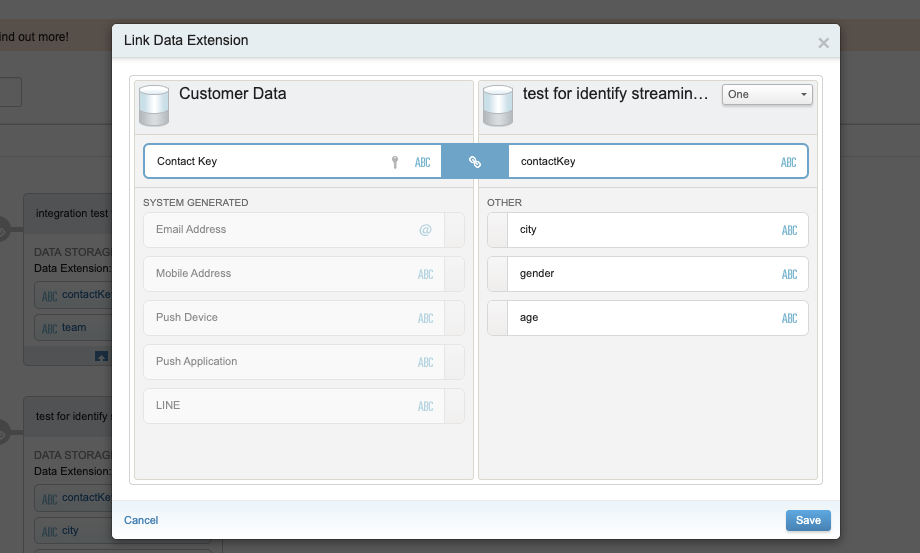 ind out more!
Link Data Extension
Customer Data
test for identify streamin…
One
Contact Key
ABC
contactKey
ABC
SYSTEM GENERATED
OTHER
Email Address
@
city
ABC
Mobile Address
ABC
gender
ABC
Push Device
ABC
age
ABC
Push Application
ABC
LINE
ABC
integration test
DATA STORAG
Data Extension:
ABC contactKe
ABC team
test for identify
DATA STORAG
Data Extension:
ABC contactKe
ABC city
Cancel
Save